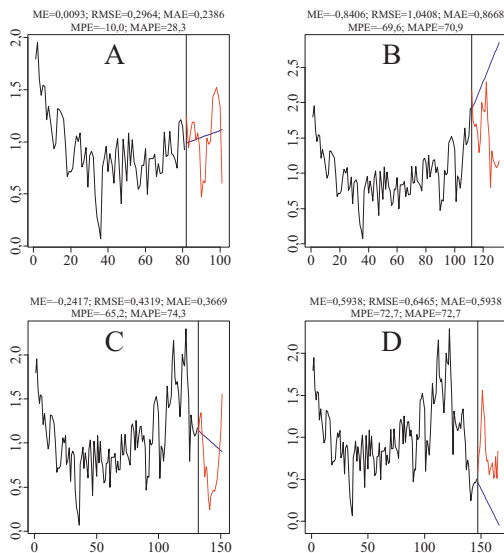 ME=0,0093; RMSE=0,2964; MAE=0,2386
MPE=–10,0; MAPE=28,3
A
2.0
1.5
1.0
0.5
0,0
0 20 40 60 80 100
ME=–0,8406; RMSE=1,0408; MAE=0,8668
MPE=–69,6; MAPE=70,9
B
2.5
2.0
1.5
1.0
0.5
0,0
0 20 40 60 80 100 120
ME=–0,2417; RMSE=0,4319; MAE=0,3669
MPE=–65,2; MAPE=74,3
C
2.0
1.5
1.0
0.5
0,0
0 50 100 150
ME=0,5938; RMSE=0,6465; MAE=0,5938
MPE=72,7; MAPE=72,7
D
2.0
1.5
1.0
0.5
0,0
0 50 100 150